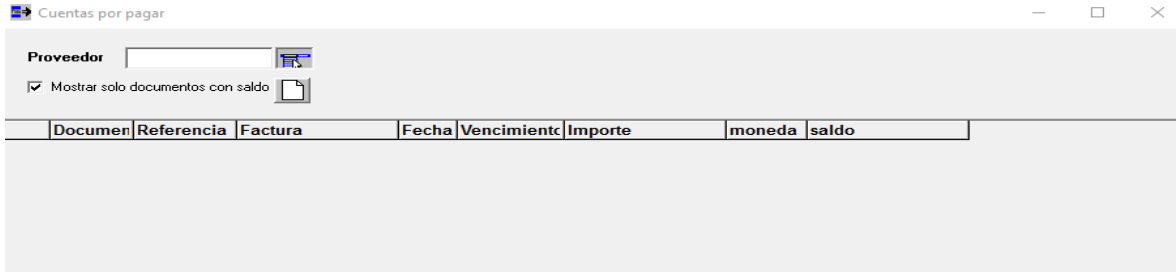 Cuentas por pagar
Proveedor
Mostrar solo documentos con saldo
Documen Referencia Factura Fecha Vencimiento Importe moneda saldo